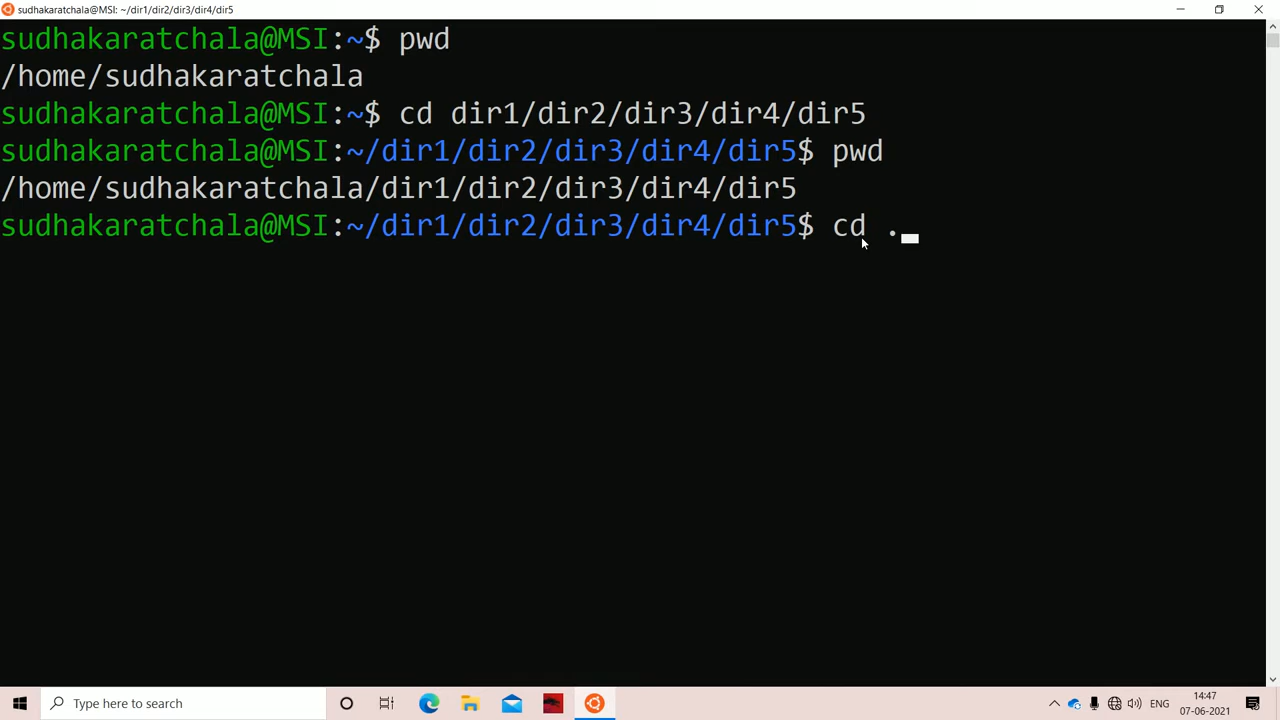 sudhakaratchala@MSI: ~/dir1/dir2/dir3/dir4/dir5
sudhakaratchala@MSI:~$ pwd
/home/sudhakaratchala
sudhakaratchala@MSI:~$ cd dir1/dir2/dir3/dir4/dir5
sudhakaratchala@MSI:~/dir1/dir2/dir3/dir4/dir5$ pwd
/home/sudhakaratchala/dir1/dir2/dir3/dir4/dir5
sudhakaratchala@MSI:~/dir1/dir2/dir3/dir4/dir5$ cd .
Type here to search
ENG
14:47
07-06-2021